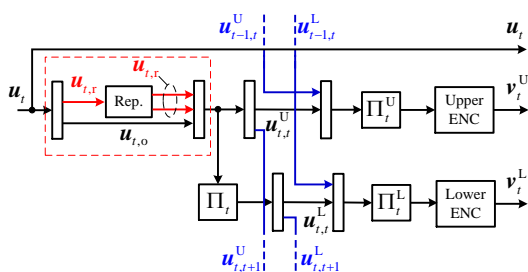 u_{t-1,t}^U u_{t-1,t}^L u_t
u_t u_{t,r} Rep. u_{t,r} v_t^U
u_{t,o} u_{t,t}^U Π_t^U Upper ENC
Π_t u_{t,t}^L Π_t^L Lower ENC v_t^L
u_{t,t+1}^U u_{t,t+1}^L